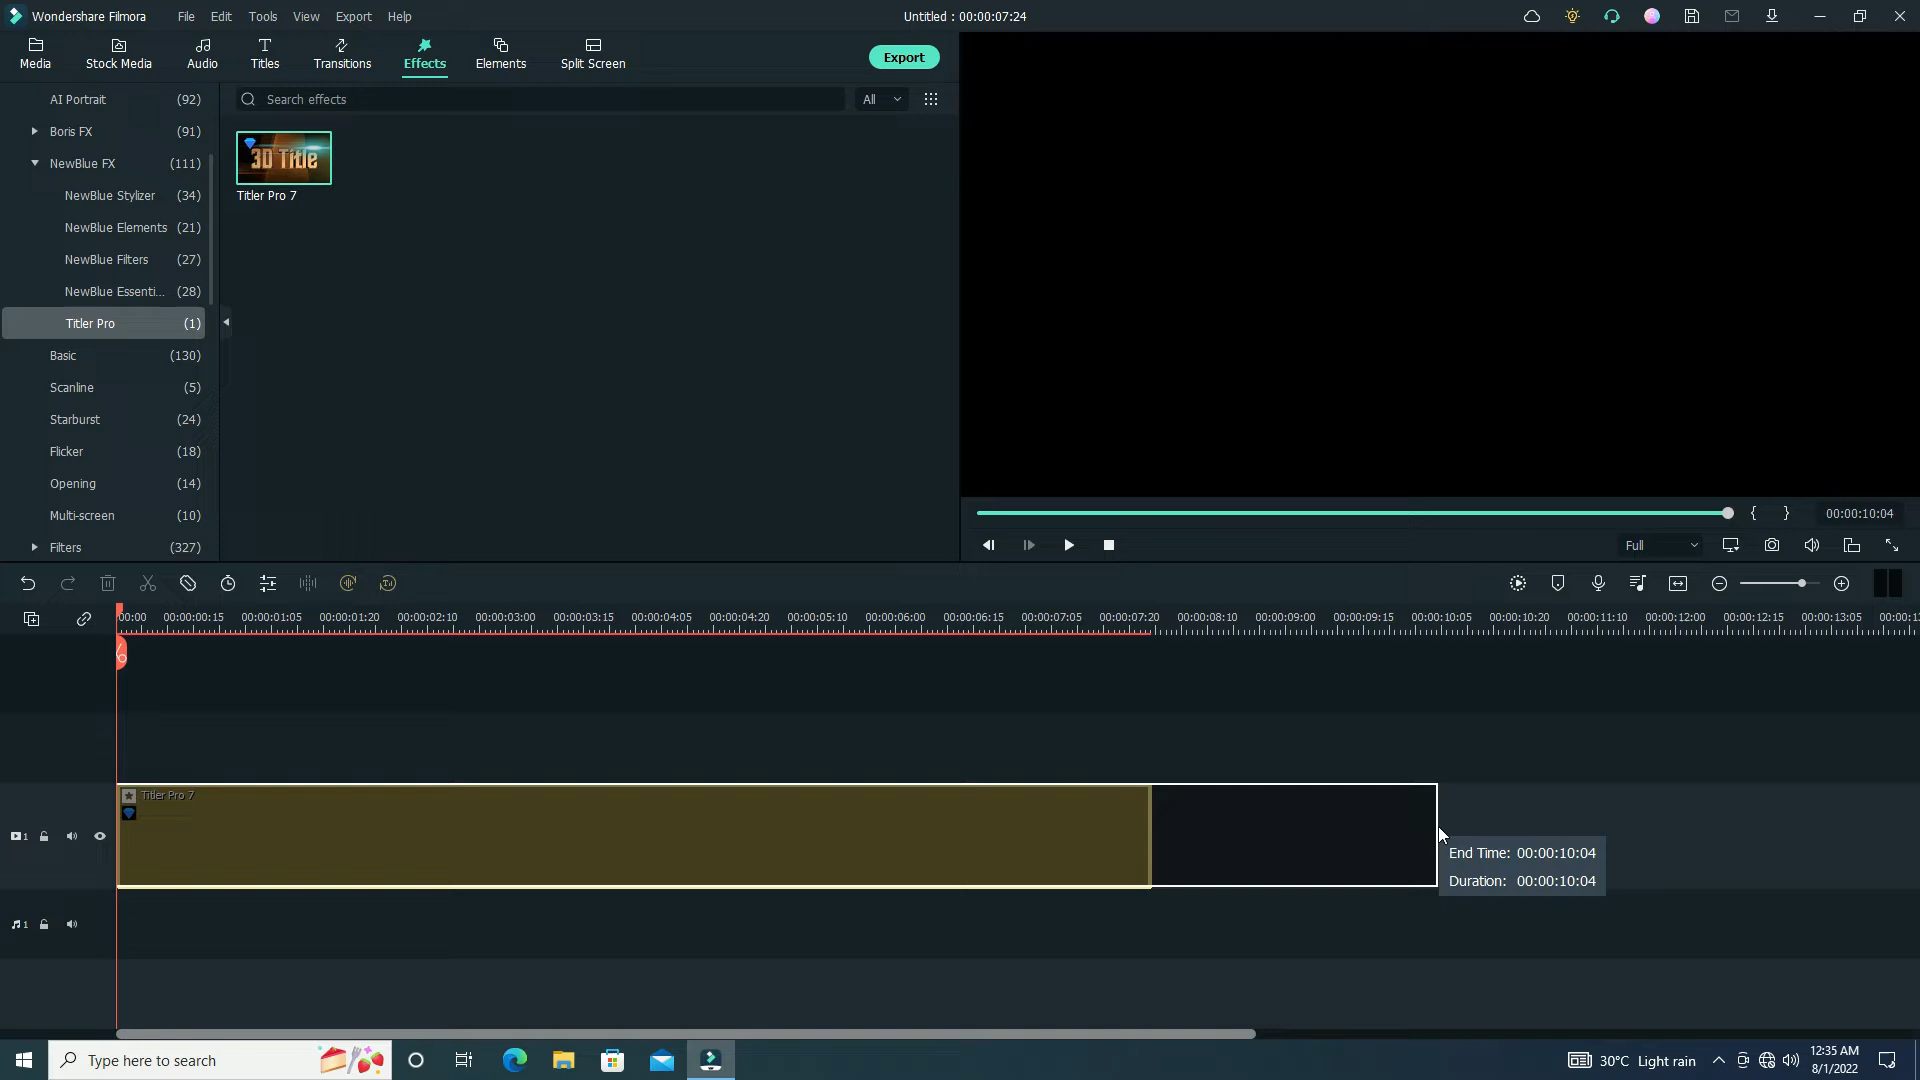 Wondershare Filmora File Edit Tools View Export Help Untitled : 00:00:07:24
Media Stock Media Audio Titles Transitions Effects Elements Split Screen Export
AI Portrait (92)
Boris FX (91)
NewBlue FX (111)
NewBlue Stylizer (34)
NewBlue Elements (21)
NewBlue Filters (27)
NewBlue Essenti... (28)
Titler Pro (1)
Basic (130)
Scanline (5)
Starburst (24)
Flicker (18)
Opening (14)
Multi-screen (10)
Filters (327)
Search effects All
3D Title
Titler Pro 7
{ } 00:00:10:04
Full
:00:00 00:00:00:15 00:00:01:05 00:00:01:20 00:00:02:10 00:00:03:00 00:00:03:15 00:00:04:05 00:00:04:20 00:00:05:10 00:00:06:00 00:00:06:15 00:00:07:05 00:00:07:20 00:00:08:10 00:00:09:00 00:00:09:15 00:00:10:05 00:00:10:20 00:00:11:10 00:00:12:00 00:00:12:15 00:00:13:05 00:00:1
Titler Pro 7
1
End Time: 00:00:10:04
Duration: 00:00:10:04
1
Type here to search 30°C Light rain 12:35 AM
8/1/2022